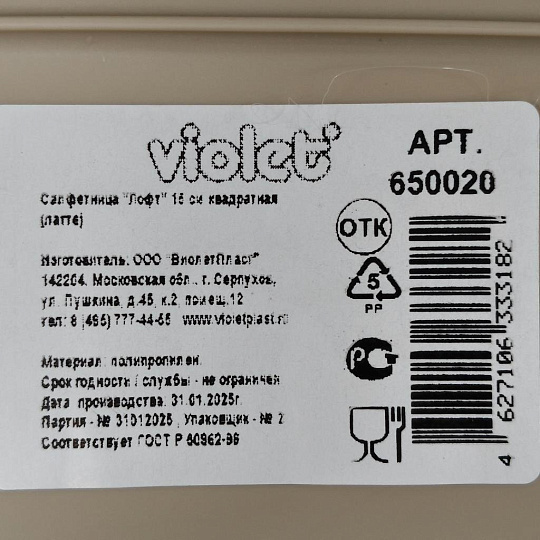 violet
АРТ.
650020
Салфетница "Лофт" 15 см квадратная
(латте)
ОТК
Изготовитель: ООО "ВиолетПласт"
142204, Московская обл., г. Серпухов,
ул. Пушкина, д.45, к.2, помещ.12
тел: 8 (495) 777-44-55 www.violetplast.ru
5
PP
Материал: полипропилен
Срок годности / службы - не ограничен
Дата производства: 31.01.2025г.
Партия - № 31012025 , Упаковщик - № 2
Соответствует ГОСТ Р 50962-96
4 627106 333182